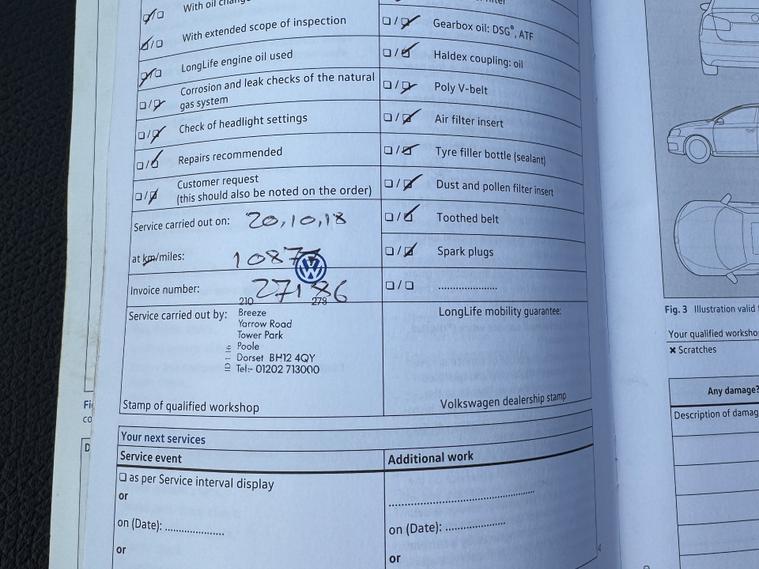 With oil chang
With extended scope of inspection
LongLife engine oil used
Corrosion and leak checks of the natural
gas system
Check of headlight settings
Repairs recommended
Customer request
(this should also be noted on the order)
Service carried out on: 20,10,18
at km/miles: 1087
Invoice number: 27186
210 278
Service carried out by: Breeze
Yarrow Road
Tower Park
Poole
Dorset BH12 4QY
Tel:- 01202 713000
Stamp of qualified workshop
Gearbox oil: DSG®, ATF
Haldex coupling: oil
Poly V-belt
Air filter insert
Tyre filler bottle (sealant)
Dust and pollen filter insert
Toothed belt
Spark plugs
....................
LongLife mobility guarantee:
Volkswagen dealership stamp
Your next services
Service event
Additional work
as per Service interval display
or
on (Date): ....................
or
..................................................
on (Date): ....................
or
Fig. 3 Illustration valid f
Your qualified worksho
× Scratches
Any damage?
Description of damag